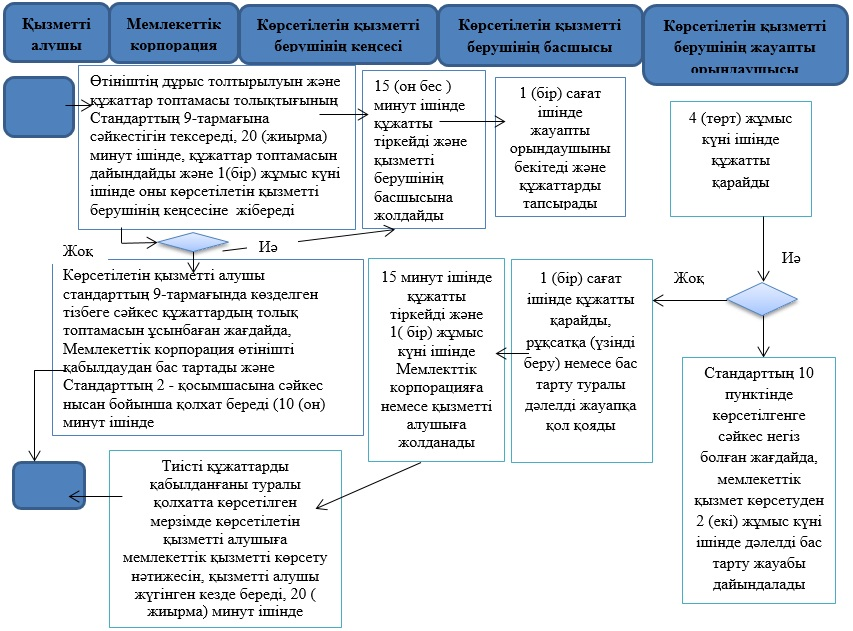 Қызметті
алушы
Мемлекеттік
корпорация
Көрсетілетін қызметті
берушінің кеңсесі
Көрсетілетін қызметті
берушінің басшысы
Көрсетілетін қызметті
берушінің жауапты
орындаушысы
Өтініштің дұрыс толтырылуын және
құжаттар топтамасы толықтығының
Стандарттың 9-тармағына
сәйкестігін тексереді, 20 (жиырма)
минут ішінде, құжаттар топтамасын
дайындайды және 1(бір) жұмыс күні
ішінде оны көрсетілетін қызметті
берушінің кеңсесіне жібереді
15 (он бес )
минут ішінде
құжатты
тіркейді және
қызметті
берушінің
басшысына
жолдайды
1 (бір) сағат
ішінде
жауапты
орындаушыны
бекітеді және
құжаттарды
тапсырады
4 (төрт) жұмыс
күні ішінде
құжатты
қарайды
Жоқ
Иә
Иә
Жоқ
Көрсетілетін қызметті алушы
стандарттың 9-тармағында көзделген
тізбеге сәйкес құжаттардың толық
топтамасын ұсынбаған жағдайда,
Мемлекеттік корпорация өтінішті
қабылдаудан бас тартады және
Стандарттың 2 - қосымшасына сәйкес
нысан бойынша қолхат береді (10 (он)
минут ішінде
15 минут ішінде
құжатты
тіркейді және
1( бір) жұмыс
күні ішінде
Мемлекттік
корпорацияға
немесе қызметті
алушыға
жолданады
1 (бір) сағат
ішінде құжатты
қарайды,
рұқсатқа (үзінді
беру) немесе бас
тарту туралы
дәлелді жауапқа
қол қояды
Стандарттың 10
пунктінде
көрсетілгенге
сәйкес негіз
болған жағдайда,
мемлекеттік
қызмет көрсетуден
2 (екі) жұмыс күні
ішінде дәлелді бас
тарту жауабы
дайындалады
Тиісті құжаттарды
қабылданғаны туралы
қолхатта көрсетілген
мерзімде көрсетілетін
қызметті алушыға
мемлекеттік қызметті көрсету
нәтижесін, қызметті алушы
жүгінген кезде береді, 20 (
жиырма) минут ішінде